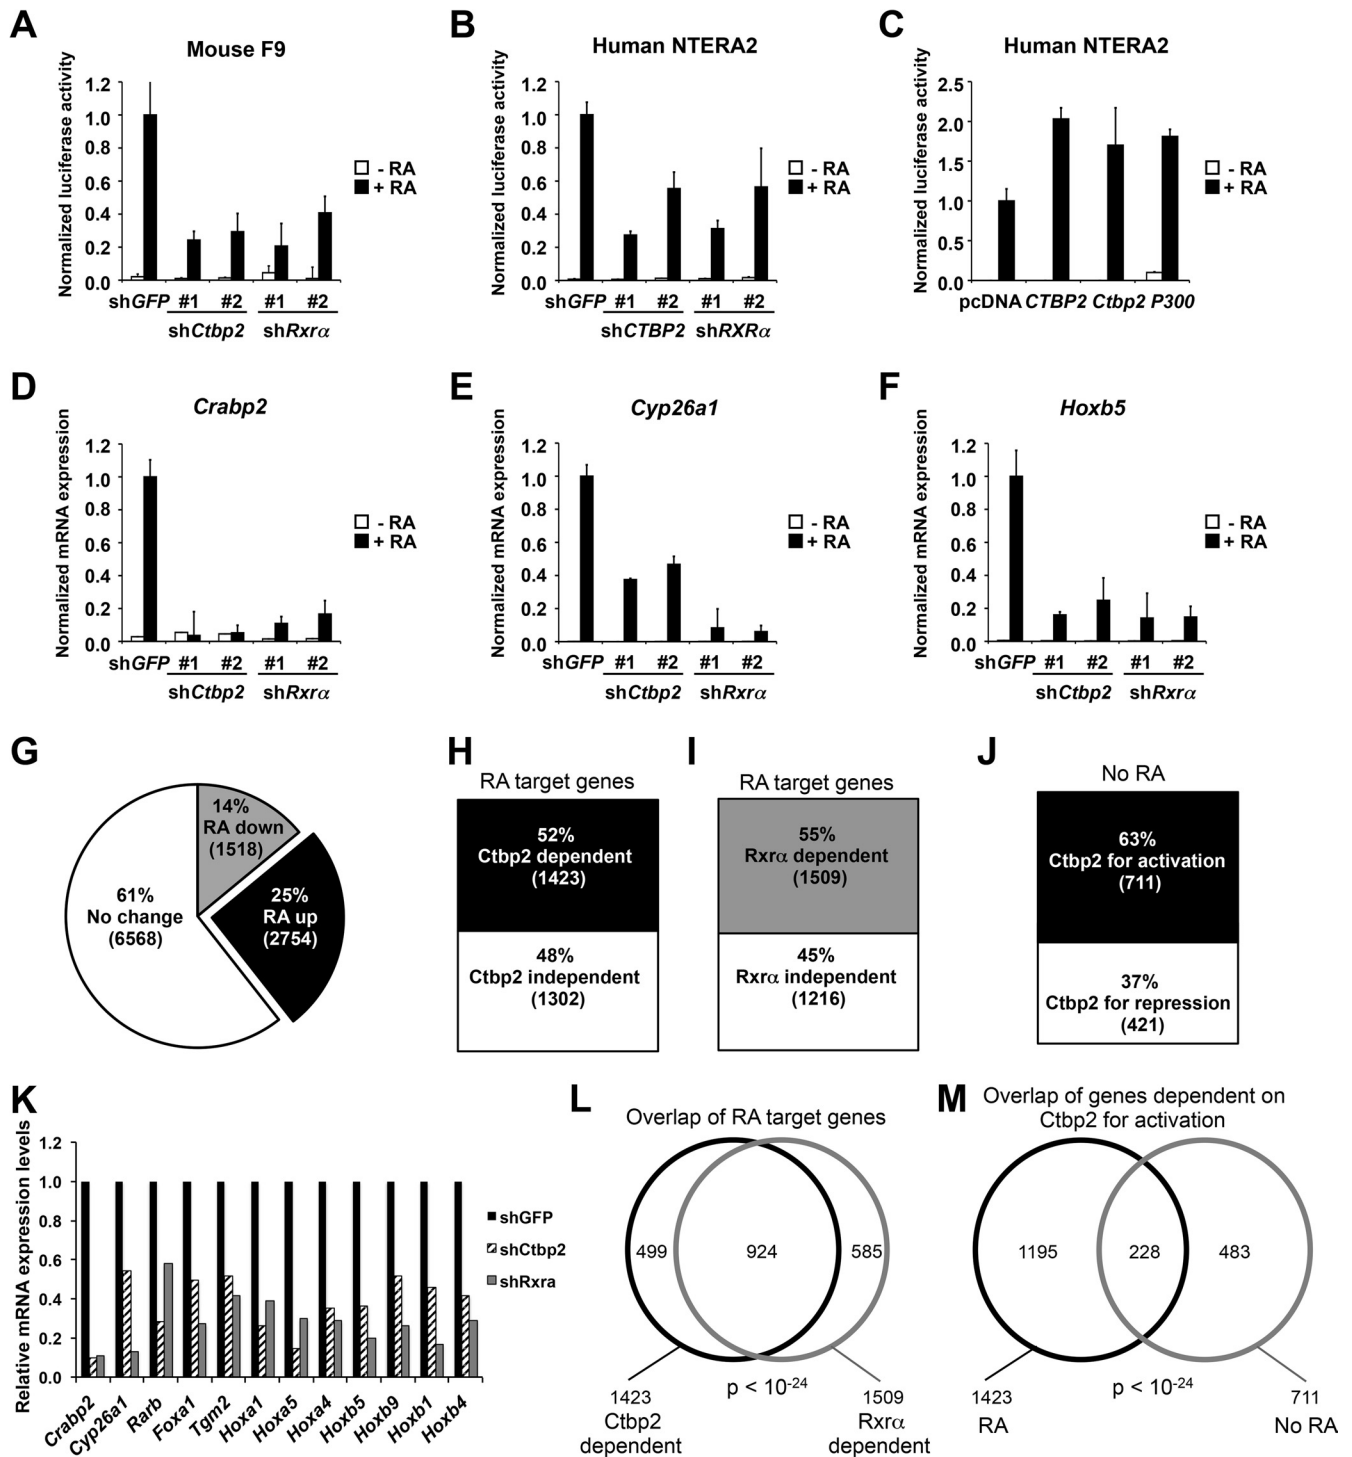 A
Mouse F9
Normalized luciferase activity
1.2
1.0
0.8
0.6
0.4
0.2
0.0
- RA
+ RA
shGFP #1 #2 #1 #2
shCtbp2 shRxrα
B
Human NTERA2
Normalized luciferase activity
1.2
1.0
0.8
0.6
0.4
0.2
0.0
- RA
+ RA
shGFP #1 #2 #1 #2
shCTBP2 shRXRα
C
Human NTERA2
Normalized luciferase activity
2.5
2.0
1.5
1.0
0.5
0.0
- RA
+ RA
pcDNA CTBP2 Ctbp2 P300
D
Crabp2
Normalized mRNA expression
1.2
1.0
0.8
0.6
0.4
0.2
0.0
- RA
+ RA
shGFP #1 #2 #1 #2
shCtbp2 shRxrα
E
Cyp26a1
Normalized mRNA expression
1.2
1.0
0.8
0.6
0.4
0.2
0.0
- RA
+ RA
shGFP #1 #2 #1 #2
shCtbp2 shRxrα
F
Hoxb5
Normalized mRNA expression
1.2
1.0
0.8
0.6
0.4
0.2
0.0
- RA
+ RA
shGFP #1 #2 #1 #2
shCtbp2 shRxrα
G
14%
RA down
(1518)
61%
No change
(6568)
25%
RA up
(2754)
H
RA target genes
52%
Ctbp2 dependent
(1423)
48%
Ctbp2 independent
(1302)
I
RA target genes
55%
Rxrα dependent
(1509)
45%
Rxrα independent
(1216)
J
No RA
63%
Ctbp2 for activation
(711)
37%
Ctbp2 for repression
(421)
K
Relative mRNA expression levels
1.2
1.0
0.8
0.6
0.4
0.2
0.0
shGFP
shCtbp2
shRxra
Crabp2 Cyp26a1 Rarb Foxa1 Tgm2 Hoxa1 Hoxa5 Hoxa4 Hoxb5 Hoxb9 Hoxb1 Hoxb4
L
Overlap of RA target genes
499 924 585
p < 10-24
1423
Ctbp2
dependent
1509
Rxrα
dependent
M
Overlap of genes dependent on
Ctbp2 for activation
1195 228 483
p < 10-24
1423
RA
711
No RA